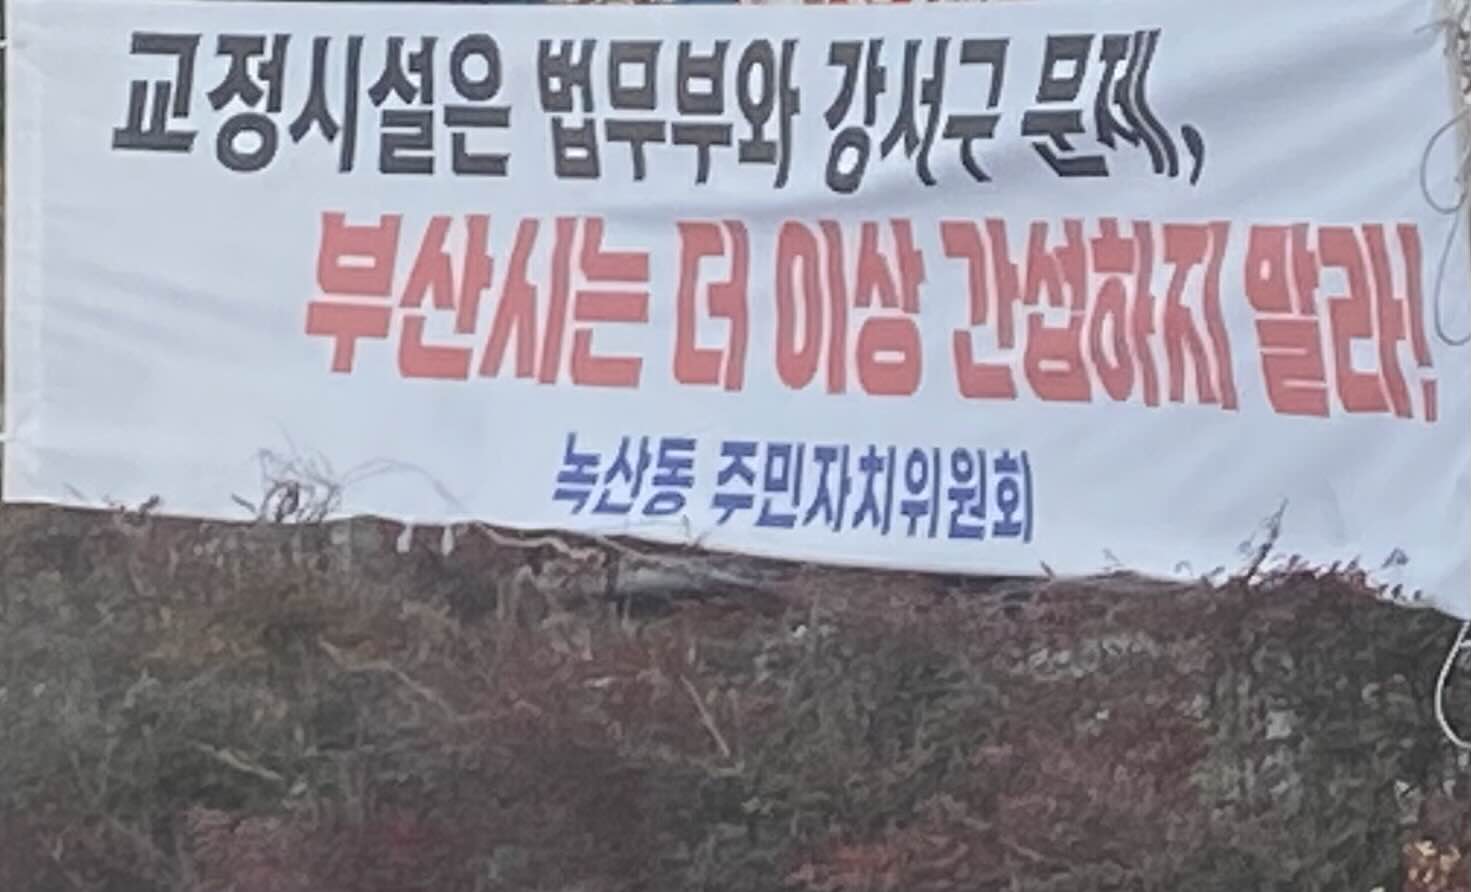 교정시설은 법무부와 강서구 문제,
부산시는 더 이상 간섭하지 말라!
녹산동 주민자치위원회